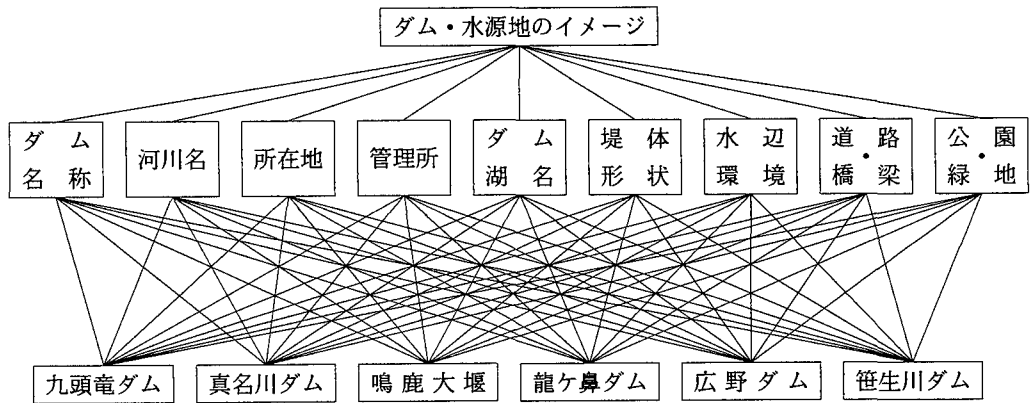 ダム・水源地のイメージ
ダム名称
河川名
所在地
管理所
ダム湖名
堤体形状
水辺環境
道路・橋梁
公園・緑地
九頭竜ダム
真名川ダム
鳴鹿大堰
龍ケ鼻ダム
広野ダム
笹生川ダム